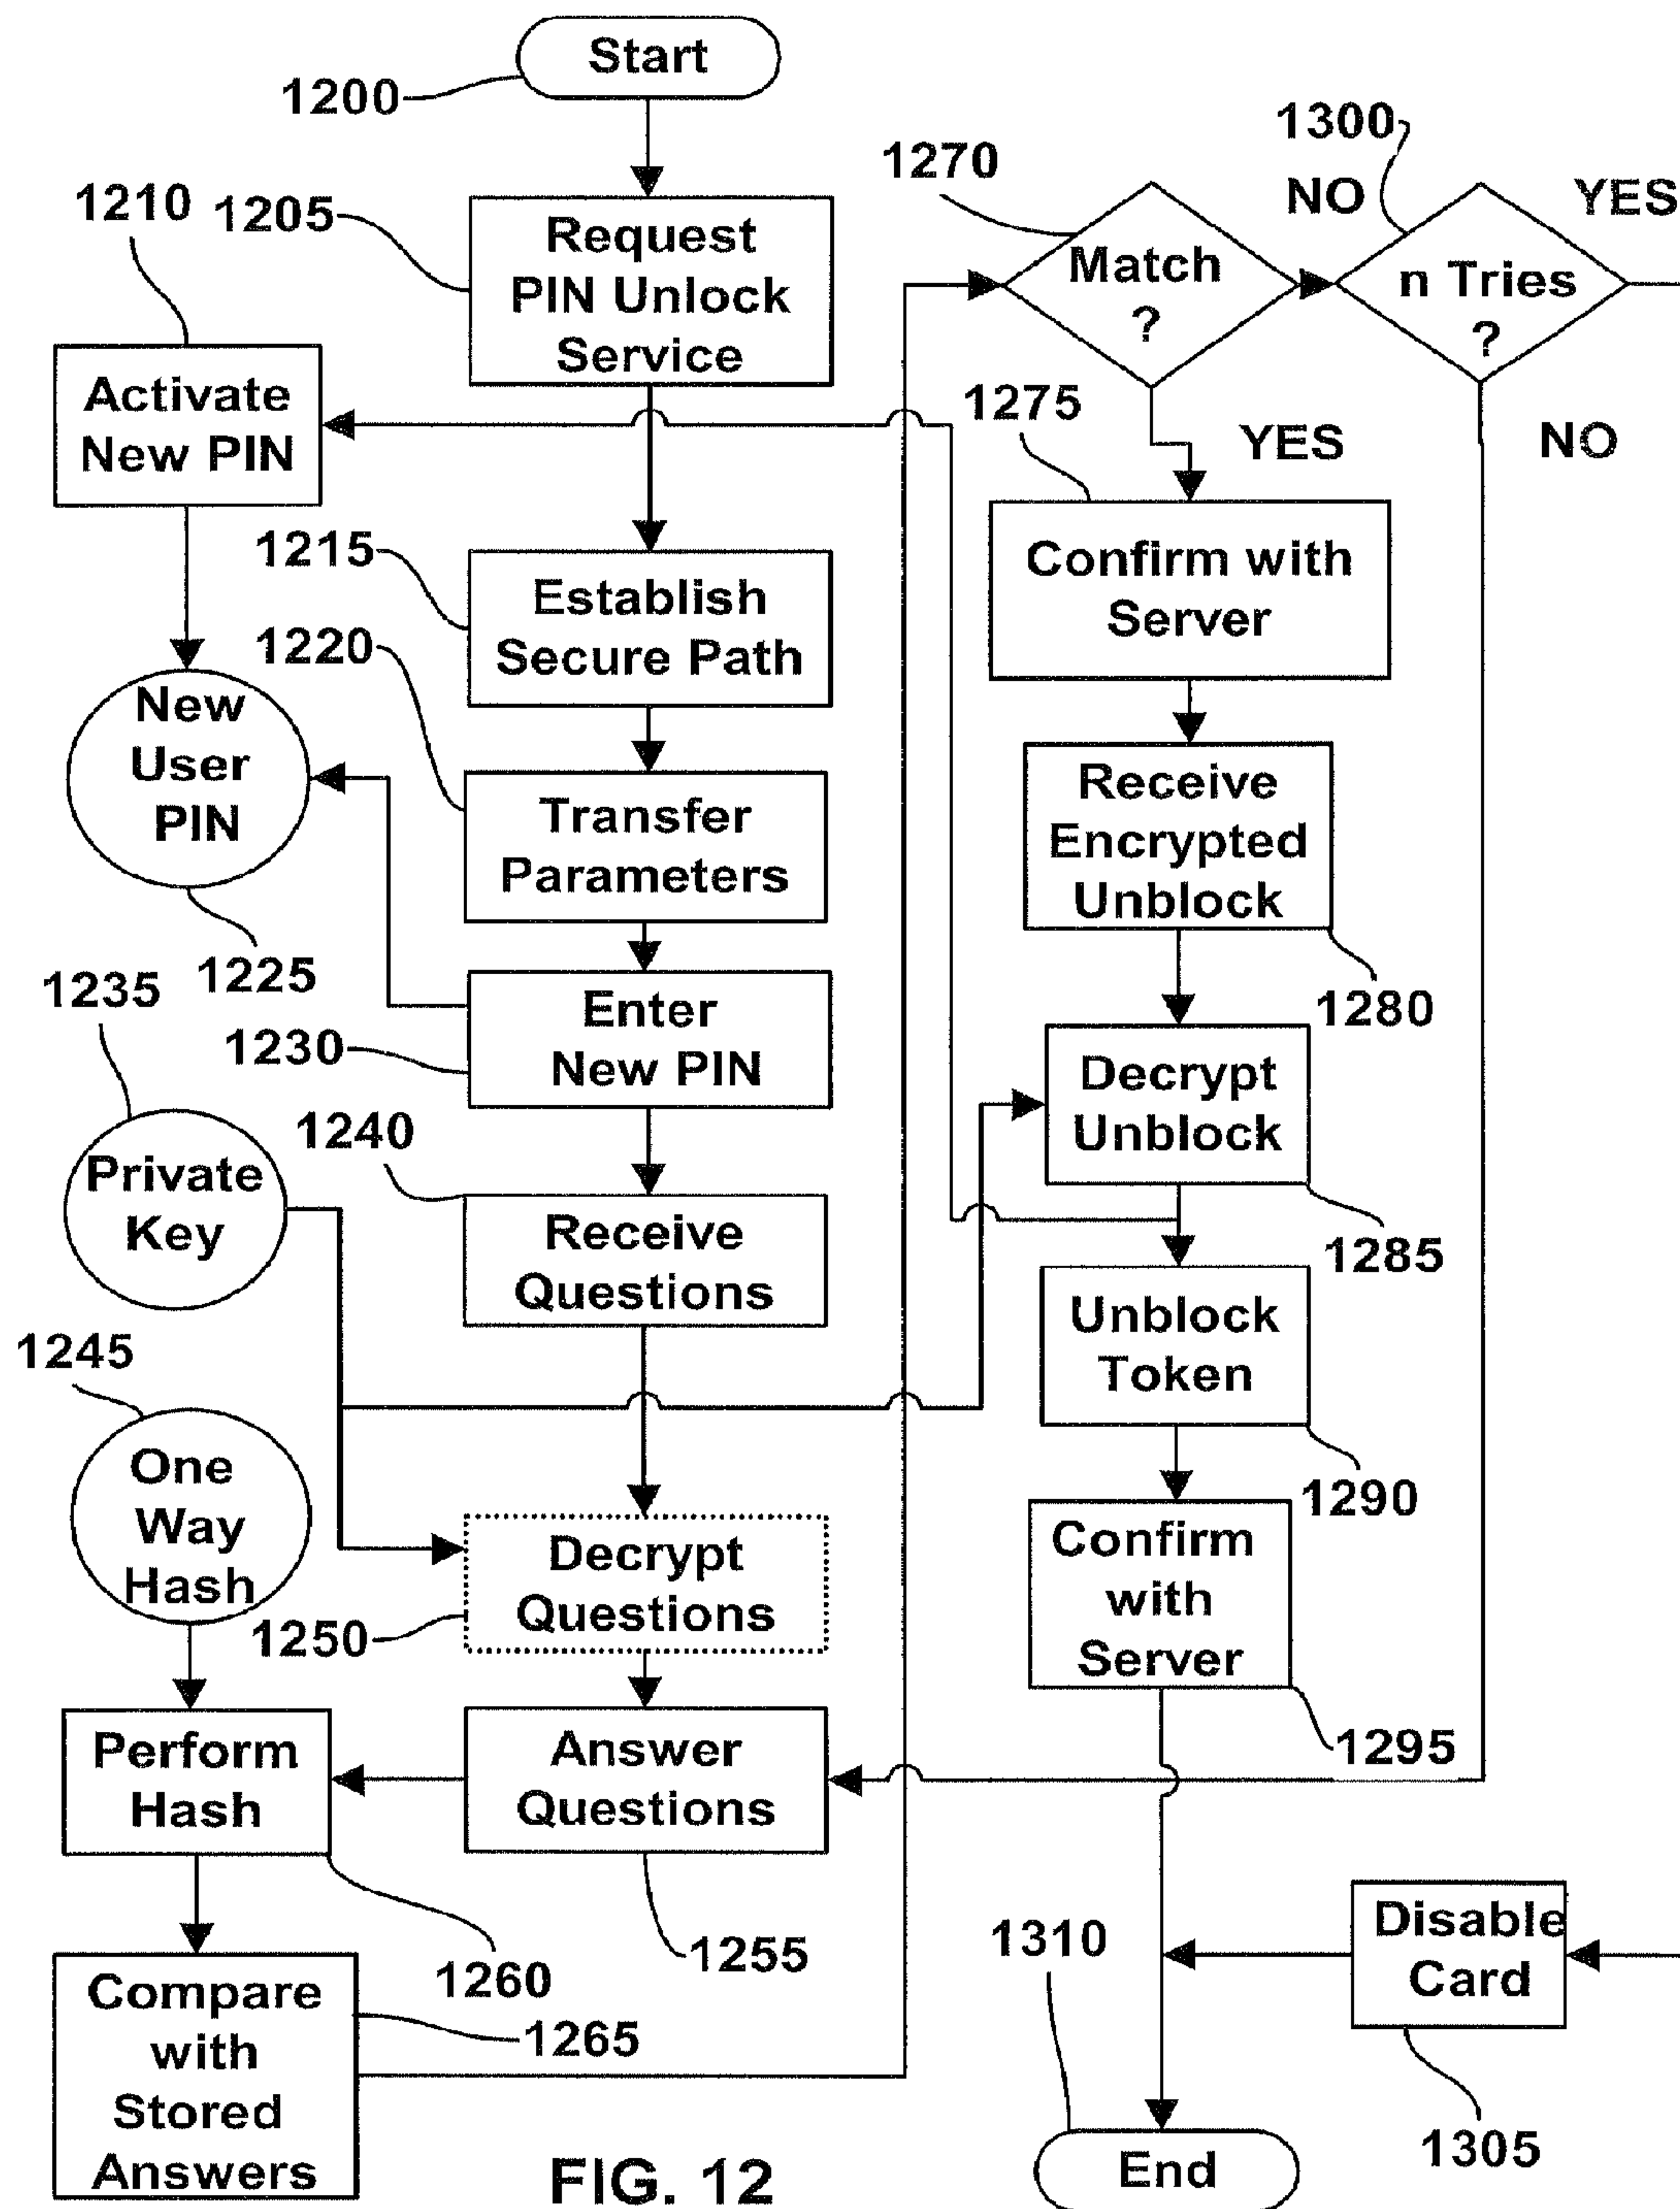 Start
1200
1300
1270
NO
YES
1210
1205
Request
PIN Unlock
Service
Match
?
n Tries
?
Activate
New PIN
1275
YES
NO
1215
Establish
Secure Path
Confirm with
Server
1220
New
User
PIN
Transfer
Parameters
Receive
Encrypted
Unblock
1225
1235
1280
Enter
New PIN
1230
Decrypt
Unblock
1240
Private
Key
Receive
Questions
1285
Unblock
Token
1245
One
Way
Hash
1290
Confirm
with
Server
Decrypt
Questions
1250
Perform
Hash
Answer
Questions
1295
1255
1260
1310
Disable
Card
Compare
with
Stored
Answers
1265
1305
End
FIG. 12